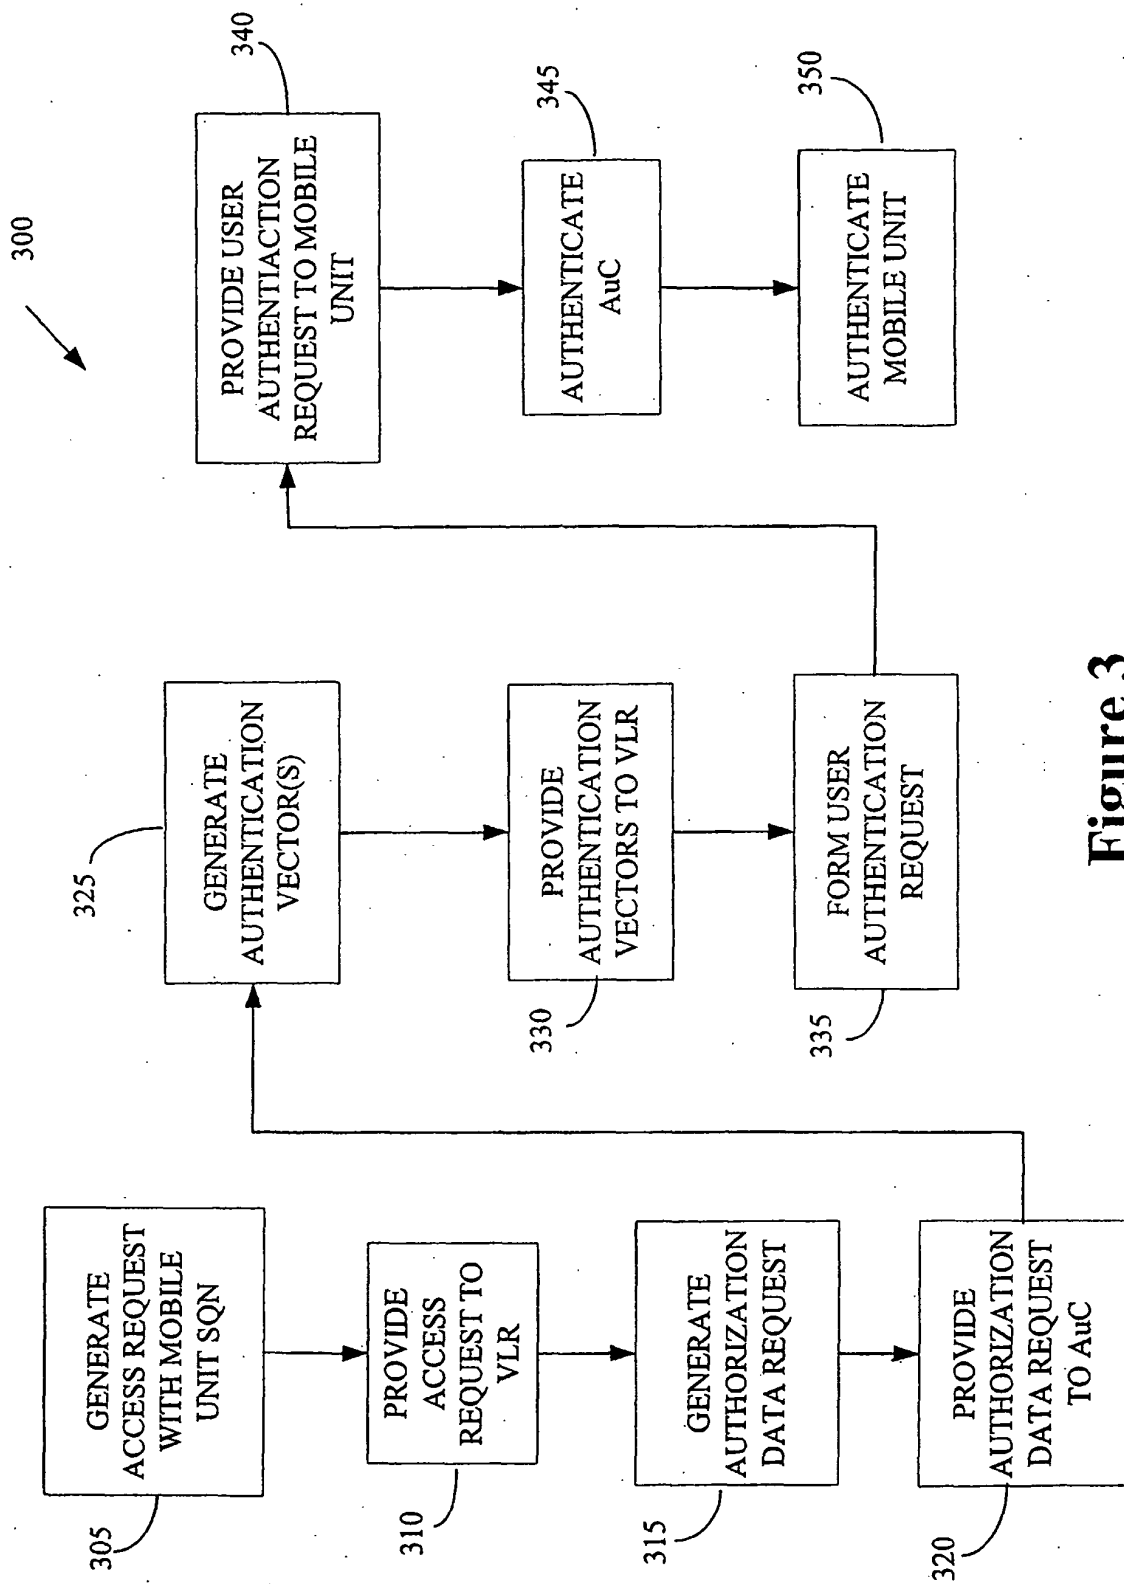 300
GENERATE
ACCESS REQUEST
WITH MOBILE
UNIT SQN
305
PROVIDE
ACCESS
REQUEST TO
VLR
310
GENERATE
AUTHORIZATION
DATA REQUEST
315
PROVIDE
AUTHORIZATION
DATA REQUEST
TO AuC
320
325
GENERATE
AUTHENTICATION
VECTOR(S)
PROVIDE
AUTHENTICATION
VECTORS TO VLR
330
FORM USER
AUTHENTICATION
REQUEST
335
PROVIDE USER
AUTHENTIACTION
REQUEST TO MOBILE
UNIT
340
AUTHENTICATE
AuC
345
AUTHENTICATE
MOBILE UNIT
350
Figure 3